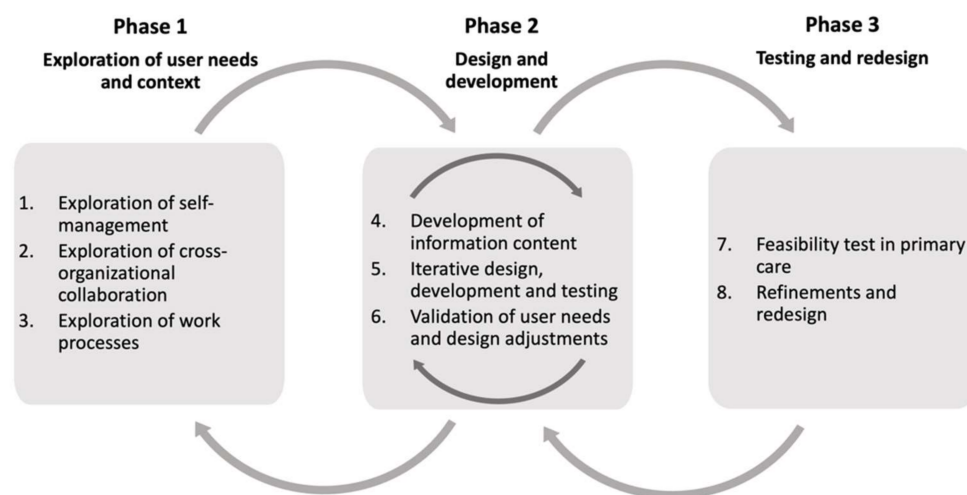 Phase 1
Exploration of user needs
and context
Phase 2
Design and
development
Phase 3
Testing and redesign
1. Exploration of self-
management
2. Exploration of cross-
organizational
collaboration
3. Exploration of work
processes
4. Development of
information content
5. Iterative design,
development and testing
6. Validation of user needs
and design adjustments
7. Feasibility test in primary
care
8. Refinements and
redesign